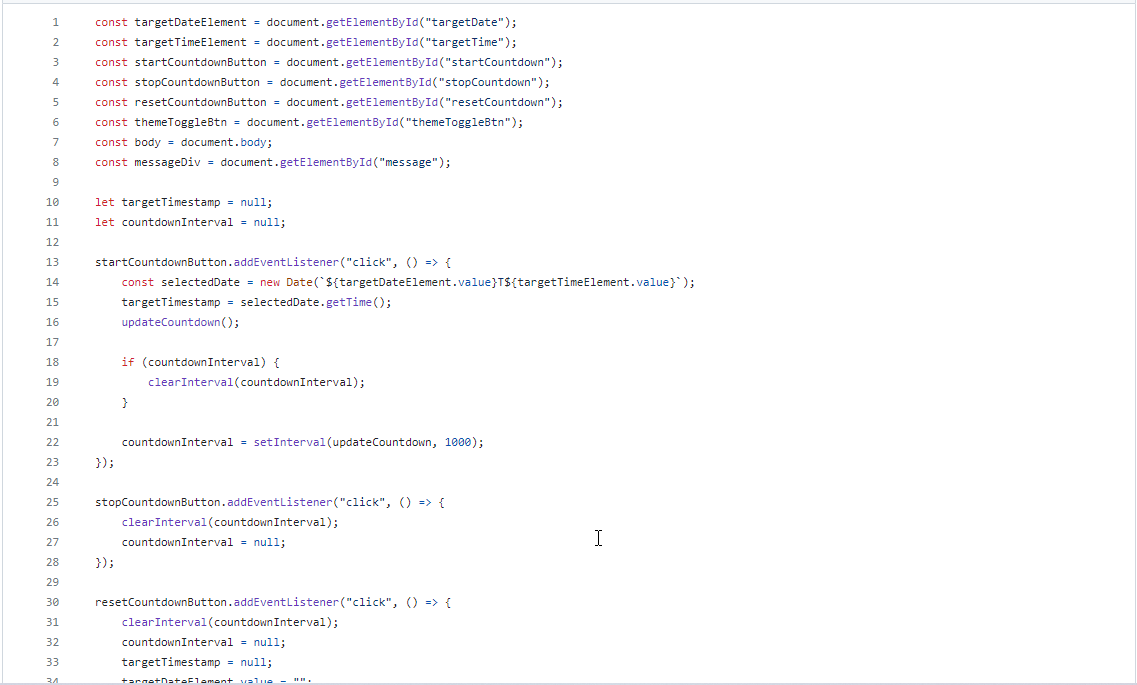 1 const targetDateElement = document.getElementById("targetDate");
2 const targetTimeElement = document.getElementById("targetTime");
3 const startCountdownButton = document.getElementById("startCountdown");
4 const stopCountdownButton = document.getElementById("stopCountdown");
5 const resetCountdownButton = document.getElementById("resetCountdown");
6 const themeToggleBtn = document.getElementById("themeToggleBtn");
7 const body = document.body;
8 const messageDiv = document.getElementById("message");
9
10 let targetTimestamp = null;
11 let countdownInterval = null;
12
13 startCountdownButton.addEventListener("click", () => {
14     const selectedDate = new Date(`${targetDateElement.value}T${targetTimeElement.value}`);
15     targetTimestamp = selectedDate.getTime();
16     updateCountdown();
17
18     if (countdownInterval) {
19         clearInterval(countdownInterval);
20     }
21
22     countdownInterval = setInterval(updateCountdown, 1000);
23 });
24
25 stopCountdownButton.addEventListener("click", () => {
26     clearInterval(countdownInterval);
27     countdownInterval = null;
28 });
29
30 resetCountdownButton.addEventListener("click", () => {
31     clearInterval(countdownInterval);
32     countdownInterval = null;
33     targetTimestamp = null;
34     targetDateElement.value = "";